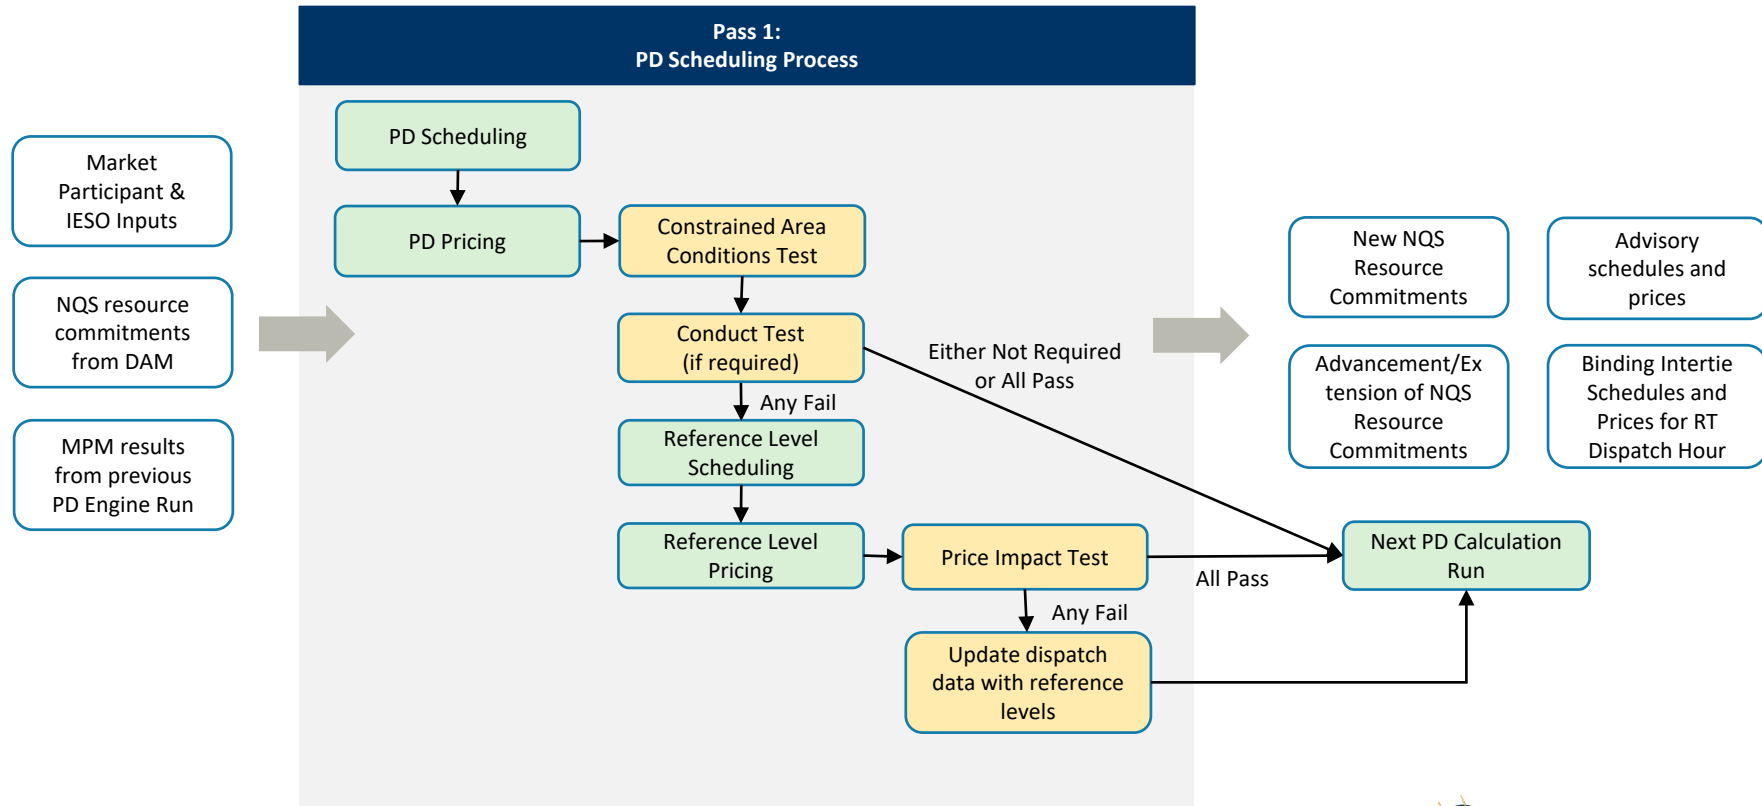 Pass 1:
PD Scheduling Process
Market
Participant &
IESO Inputs
NQS resource
commitments
from DAM
MPM results
from previous
PD Engine Run
PD Scheduling
PD Pricing
Constrained Area
Conditions Test
Conduct Test
(if required)
Either Not Required
or All Pass
Any Fail
Reference Level
Scheduling
Reference Level
Pricing
Price Impact Test
All Pass
Any Fail
Update dispatch
data with reference
levels
New NQS
Resource
Commitments
Advisory
schedules and
prices
Advancement/Ex
tension of NQS
Resource
Commitments
Binding Intertie
Schedules and
Prices for RT
Dispatch Hour
Next PD Calculation
Run